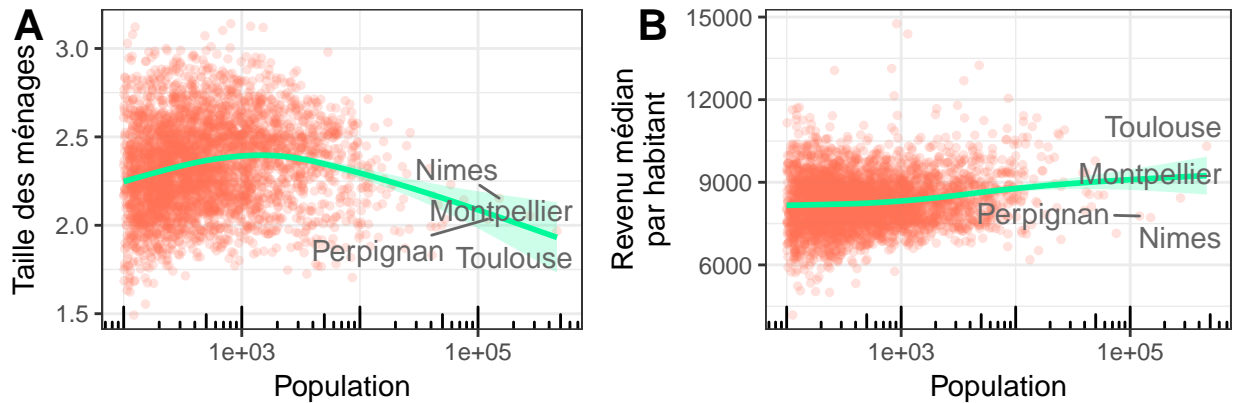 A
Taille des ménages
3.0
2.5
2.0
1.5
Nimes
Montpellier
Perpignan
Toulouse
1e+03
1e+05
Population
B
Revenu médian
par habitant
15000
12000
9000
6000
Toulouse
Montpellier
Perpignan
Nimes
1e+03
1e+05
Population